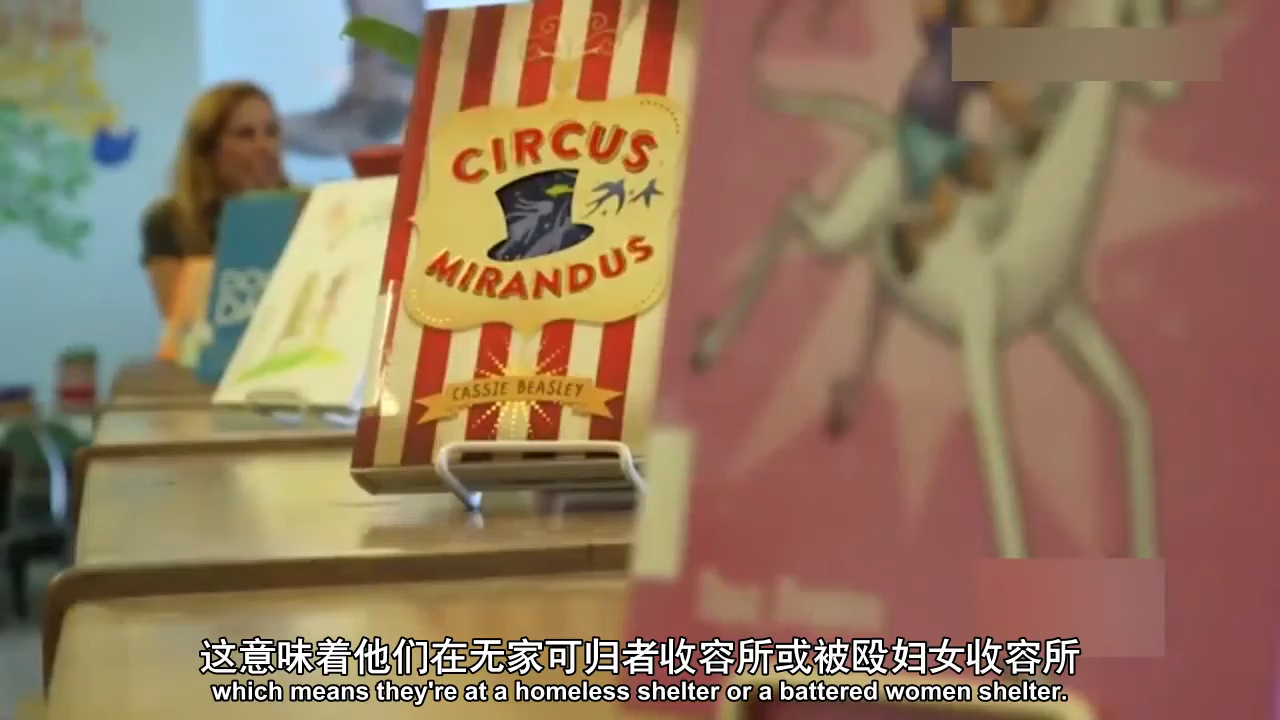 CIRCUS
MIRANDUS
CASSIE BEASLEY
这意味着他们在无家可归者收容所或被殴妇女收容所
which means they're at a homeless shelter or a battered women shelter.